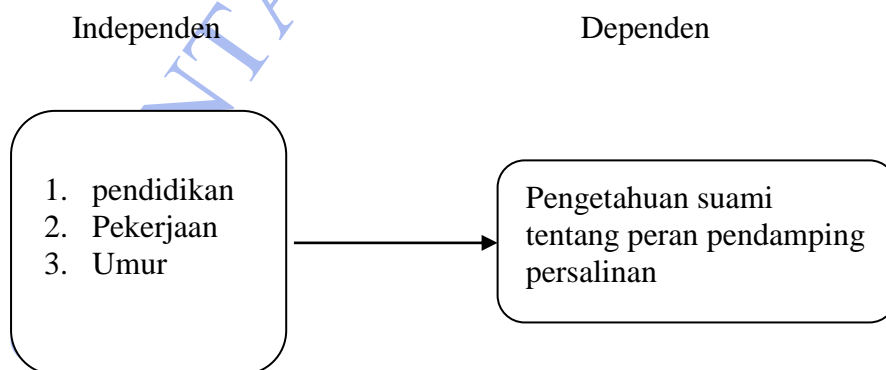 Independen
Dependen
1. pendidikan
2. Pekerjaan
3. Umur
Pengetahuan suami
tentang peran pendamping
persalinan